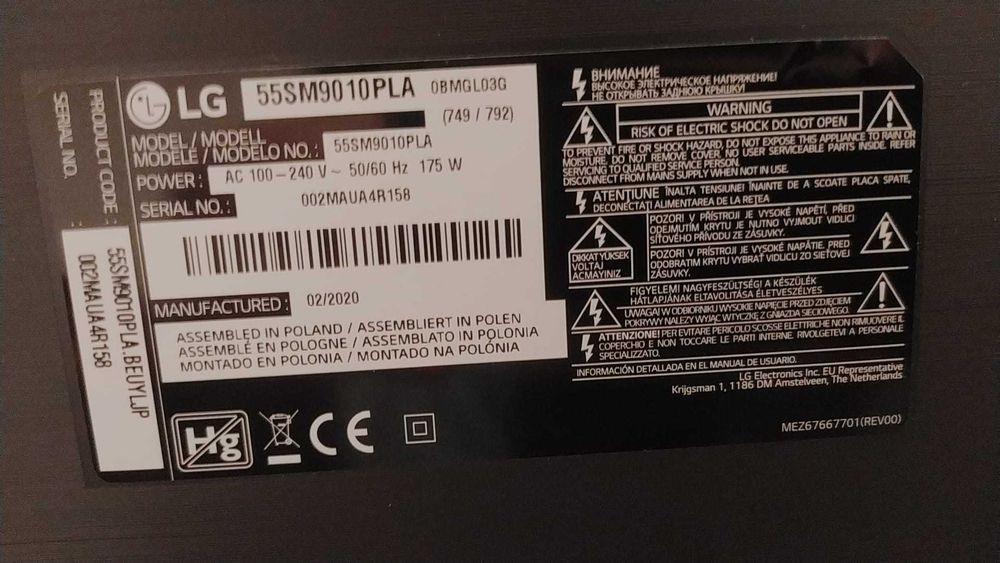 PRODUCT CODE :
SERIAL NO. :
55SM9010PLA.BEUYLJP
002MAUA4R158
LG
55SM9010PLA 0BMGL03G
(749 / 792)
MODEL / MODELL
MODÈLE / MODELO NO. : 55SM9010PLA
POWER : AC 100-240 V ~ 50/60 Hz 175 W
SERIAL NO. : 002MAUA4R158
MANUFACTURED : 02/2020
ASSEMBLED IN POLAND / ASSEMBLIERT IN POLEN
ASSEMBLÉ EN POLOGNE / ASSEMBLATO IN POLONIA
MONTADO EN POLONIA / MONTADO NA POLÓNIA
Hg
CE
ВНИМАНИЕ
ВЫСОКОЕ ЭЛЕКТРИЧЕСКОЕ НАПРЯЖЕНИЕ!
НЕ ОТКРЫВАТЬ ЗАДНЮЮ КРЫШКУ!
WARNING
RISK OF ELECTRIC SHOCK DO NOT OPEN
TO PREVENT FIRE OR SHOCK HAZARD, DO NOT EXPOSE THIS APPLIANCE TO RAIN OR
MOISTURE. DO NOT REMOVE COVER. NO USER SERVICEABLE PARTS INSIDE. REFER
SERVICING TO QUALIFIED SERVICE PERSON.
DISCONNECT FROM MAINS SUPPLY WHEN NOT IN USE.
ATENȚIUNE ÎNALTA TENSIUNE! ÎNAINTE DE A SCOATE PLACA SPATE,
DECONECTAȚI ALIMENTAREA DE LA REȚEA
DIKKAT YUKSEK
VOLTAJ
ACMAYINIZ
POZOR! V PŘÍSTROJI JE VYSOKÉ NAPĚTÍ, PŘED
ODEJMUTÍM KRYTU JE NUTNO VYJMOUT VIDLICI
SÍŤOVÉHO PŘÍVODU ZE ZÁSUVKY.
POZOR! V PRÍSTROJI JE VYSOKÉ NAPÄTIE. PRED
ODOBRATÍM KRYTU VYBRAŤ VIDLICU ZO SIEŤOVEJ
ZÁSUVKY.
FIGYELEM! NAGYFESZÜLTSÉG! A KÉSZÜLÉK
HÁTLAPJÁNAK ELTÁVOLÍTÁSA ÉLETVESZÉLYES
UWAGA! W ODBIORNIKU WYSOKIE NAPIĘCIE PRZED ZDJĘCIEM
POKRYWY NALEŻY WYJĄĆ WTYCZKĘ Z GNIAZDA SIECIOWEGO.
ATTENZIONE! PER EVITARE PERICOLO SCOSSE ELETTRICHE NON RIMUOVERE IL
COPERCHIO E NON TOCCARE LE PARTI INTERNE. RIVOLGETEVI A PERSONALE
SPECIALIZZATO.
INFORMACIÓN DETALLADA EN EL MANUAL DE USUARIO.
LG Electronics Inc. EU Representative
Krijgsman 1, 1186 DM Amstelveen, The Netherlands
MEZ67667701(REV00)